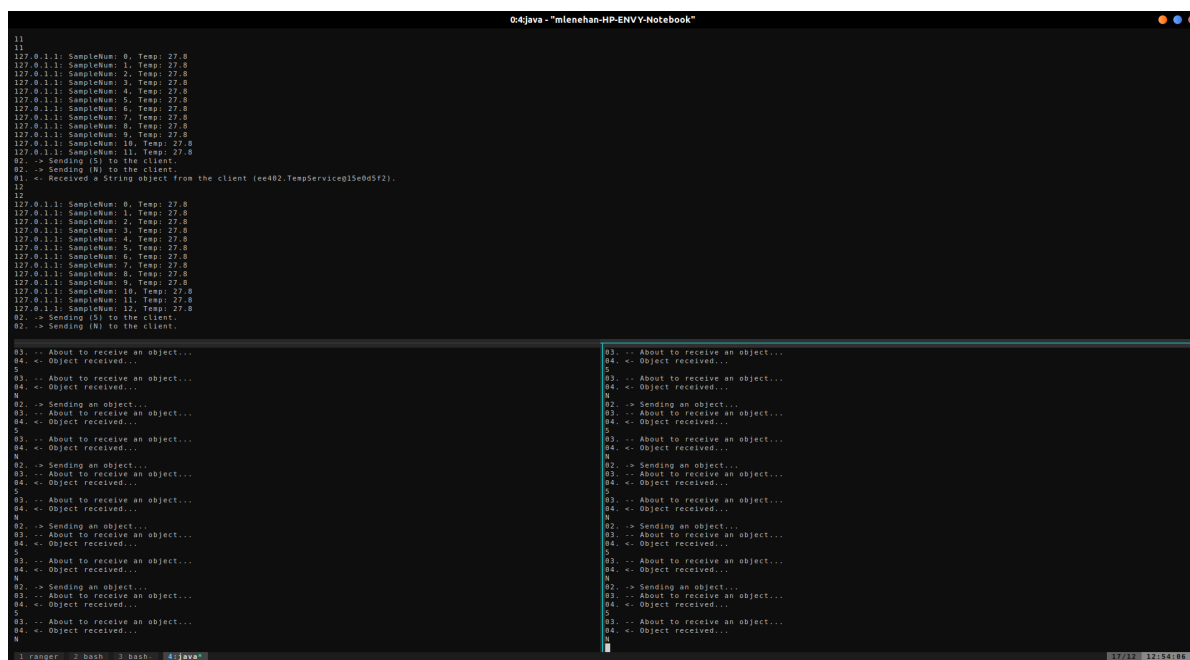 0:4:java - "mlenehan-HP-ENVY-Notebook"
11
11
127.0.1.1: SampleNum: 0, Temp: 27.8
127.0.1.1: SampleNum: 1, Temp: 27.8
127.0.1.1: SampleNum: 2, Temp: 27.8
127.0.1.1: SampleNum: 3, Temp: 27.8
127.0.1.1: SampleNum: 4, Temp: 27.8
127.0.1.1: SampleNum: 5, Temp: 27.8
127.0.1.1: SampleNum: 6, Temp: 27.8
127.0.1.1: SampleNum: 7, Temp: 27.8
127.0.1.1: SampleNum: 8, Temp: 27.8
127.0.1.1: SampleNum: 9, Temp: 27.8
127.0.1.1: SampleNum: 10, Temp: 27.8
127.0.1.1: SampleNum: 11, Temp: 27.8
02. -> Sending (5) to the client.
02. -> Sending (N) to the client.
01. <- Received a String object from the client (ee402.TempService@15e0d5f2).
12
12
127.0.1.1: SampleNum: 0, Temp: 27.8
127.0.1.1: SampleNum: 1, Temp: 27.8
127.0.1.1: SampleNum: 2, Temp: 27.8
127.0.1.1: SampleNum: 3, Temp: 27.8
127.0.1.1: SampleNum: 4, Temp: 27.8
127.0.1.1: SampleNum: 5, Temp: 27.8
127.0.1.1: SampleNum: 6, Temp: 27.8
127.0.1.1: SampleNum: 7, Temp: 27.8
127.0.1.1: SampleNum: 8, Temp: 27.8
127.0.1.1: SampleNum: 9, Temp: 27.8
127.0.1.1: SampleNum: 10, Temp: 27.8
127.0.1.1: SampleNum: 11, Temp: 27.8
127.0.1.1: SampleNum: 12, Temp: 27.8
02. -> Sending (5) to the client.
02. -> Sending (N) to the client.
03. -- About to receive an object...
04. <- Object received...
5
03. -- About to receive an object...
04. <- Object received...
N
02. -> Sending an object...
03. -- About to receive an object...
04. <- Object received...
5
03. -- About to receive an object...
04. <- Object received...
N
02. -> Sending an object...
03. -- About to receive an object...
04. <- Object received...
5
03. -- About to receive an object...
04. <- Object received...
N
02. -> Sending an object...
03. -- About to receive an object...
04. <- Object received...
5
03. -- About to receive an object...
04. <- Object received...
N
02. -> Sending an object...
03. -- About to receive an object...
04. <- Object received...
5
03. -- About to receive an object...
04. <- Object received...
N
03. -- About to receive an object...
04. <- Object received...
5
03. -- About to receive an object...
04. <- Object received...
N
02. -> Sending an object...
03. -- About to receive an object...
04. <- Object received...
5
03. -- About to receive an object...
04. <- Object received...
N
02. -> Sending an object...
03. -- About to receive an object...
04. <- Object received...
5
03. -- About to receive an object...
04. <- Object received...
N
02. -> Sending an object...
03. -- About to receive an object...
04. <- Object received...
5
03. -- About to receive an object...
04. <- Object received...
N
02. -> Sending an object...
03. -- About to receive an object...
04. <- Object received...
5
03. -- About to receive an object...
04. <- Object received...
N
1 ranger 2 bash 3 bash- 4:java* 17/12 12:54:06